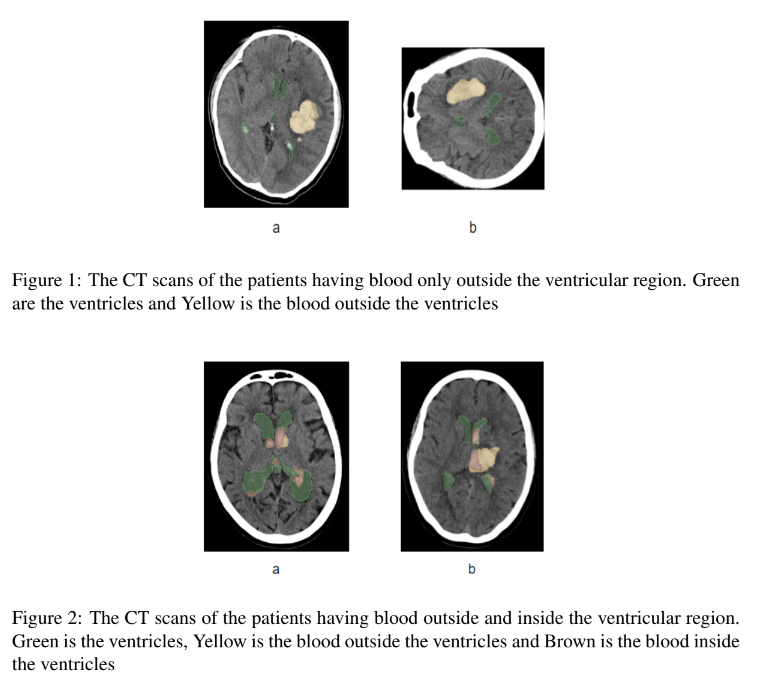 a
b
Figure 1: The CT scans of the patients having blood only outside the ventricular region. Green
are the ventricles and Yellow is the blood outside the ventricles
a
b
Figure 2: The CT scans of the patients having blood outside and inside the ventricular region.
Green is the ventricles, Yellow is the blood outside the ventricles and Brown is the blood inside
the ventricles